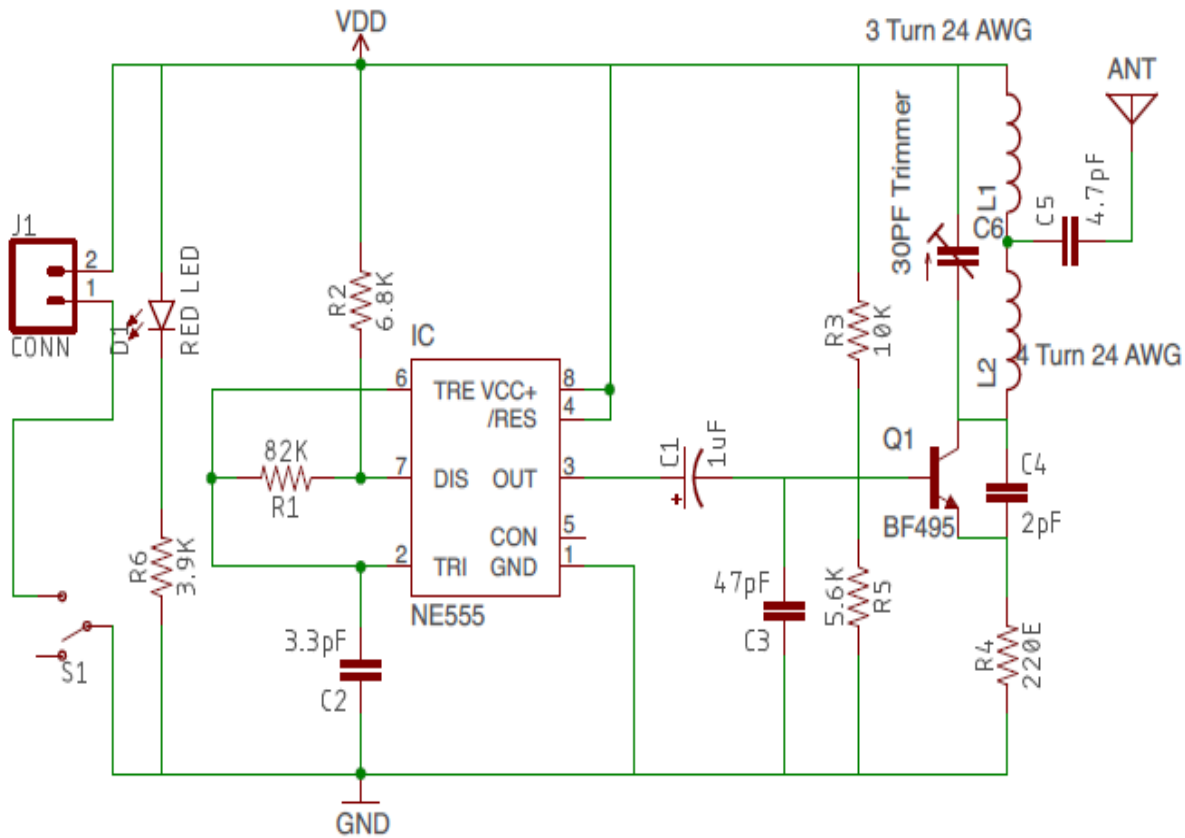 VDD
3 Turn 24 AWG
ANT
J1
2
1
CONN
D1
RED LED
R2
6.8K
IC
6
TRE
VCC+
8
/RES
4
82K
R1
7
DIS
OUT
3
CON
5
2
TRI
GND
1
NE555
R6
3.9K
S1
3.3pF
C2
GND
C1
1uF
+
47pF
C3
R3
10K
5.6K
R5
30PF Trimmer
C6
L1
C5
4.7pF
L2
4 Turn 24 AWG
Q1
BF495
C4
2pF
R4
220E